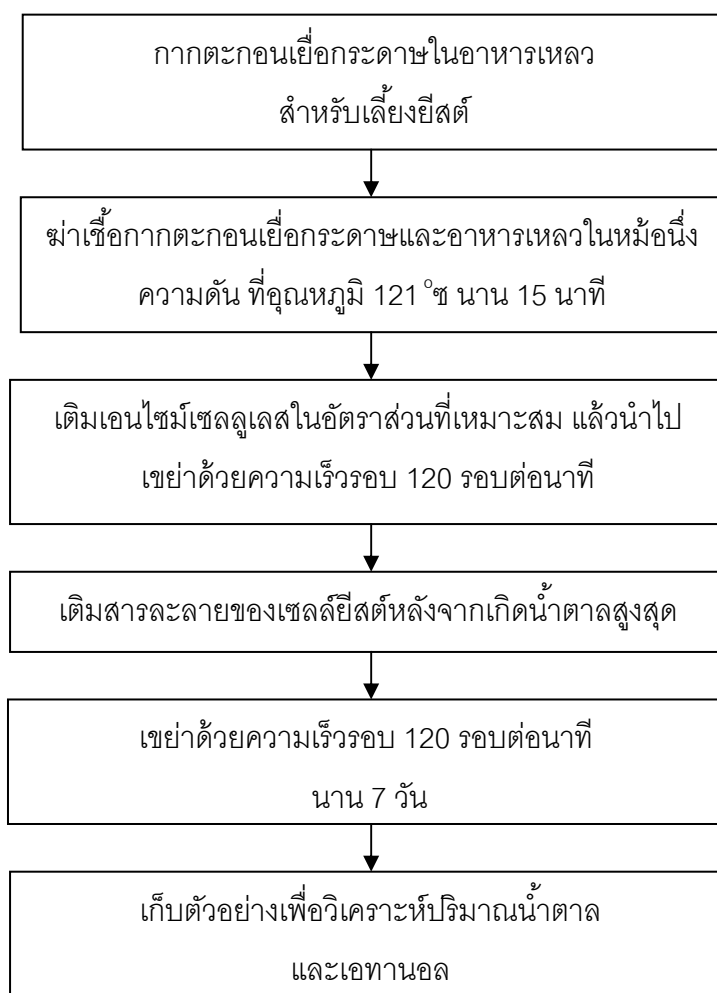 กากตะกอนเยื่อกระดาษในอาหารเหลว
สำหรับเลี้ยงยีสต์
ฆ่าเชื้อกากตะกอนเยื่อกระดาษและอาหารเหลวในหม้อนึ่ง
ความดัน ที่อุณหภูมิ 121 °ซ นาน 15 นาที
เติมเอนไซม์เซลลูเลสในอัตราส่วนที่เหมาะสม แล้วนำไป
เขย่าด้วยความเร็วรอบ 120 รอบต่อนาที
เติมสารละลายของเซลล์ยีสต์หลังจากเกิดน้ำตาลสูงสุด
เขย่าด้วยความเร็วรอบ 120 รอบต่อนาที
นาน 7 วัน
เก็บตัวอย่างเพื่อวิเคราะห์ปริมาณน้ำตาล
และเอทานอล